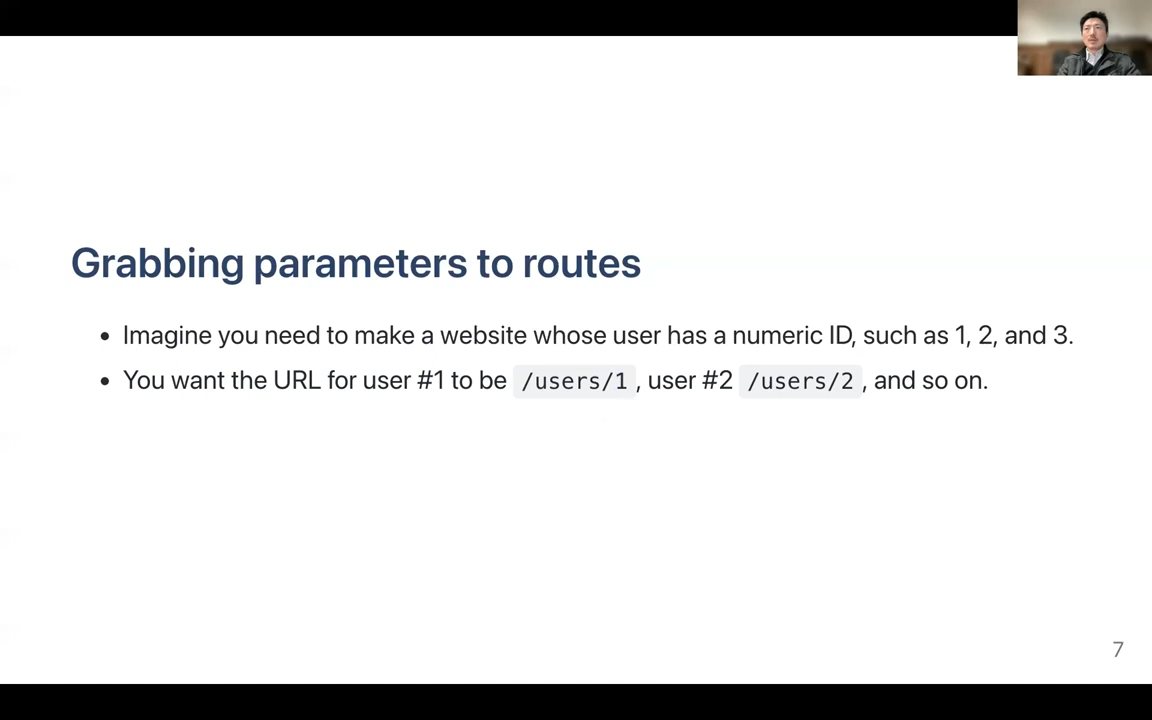 Grabbing parameters to routes
• Imagine you need to make a website whose user has a numeric ID, such as 1, 2, and 3.
• You want the URL for user #1 to be /users/1 , user #2 /users/2 , and so on.
7